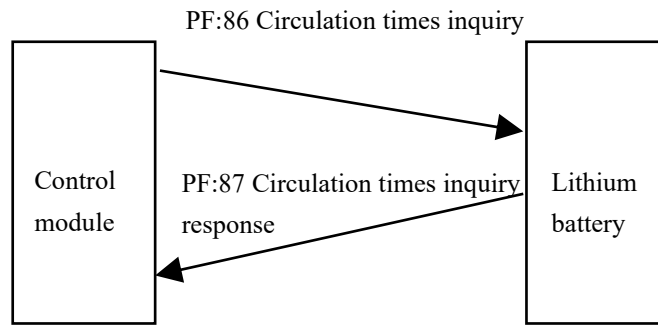 PF:86 Circulation times inquiry
Control
module
PF:87 Circulation times inquiry
response
Lithium
battery